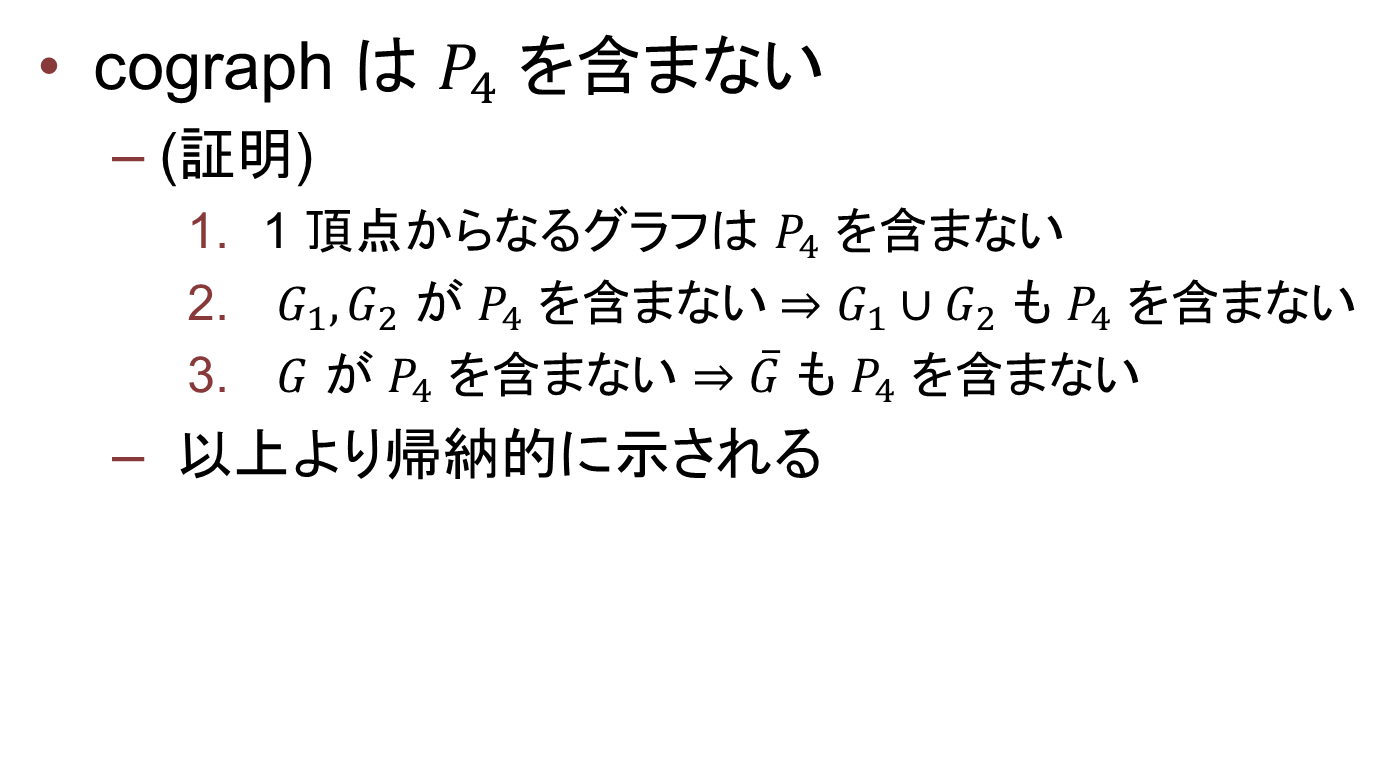 • cograph は 𝑃₄ を含まない
– (証明)
1. 1 頂点からなるグラフは 𝑃₄ を含まない
2. 𝐺₁, 𝐺₂ が 𝑃₄ を含まない ⇒ 𝐺₁ ∪ 𝐺₂ も 𝑃₄ を含まない
3. 𝐺 が 𝑃₄ を含まない ⇒ 𝐺̅ も 𝑃₄ を含まない
– 以上より帰納的に示される